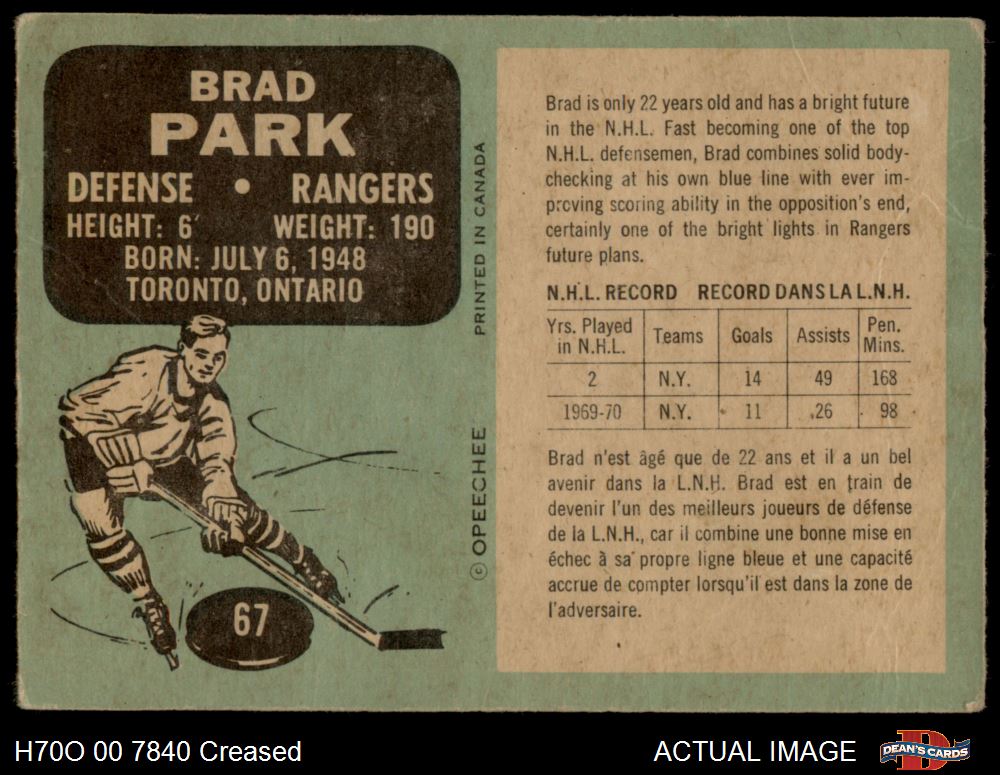 BRAD
PARK
DEFENSE • RANGERS
HEIGHT: 6' WEIGHT: 190
BORN: JULY 6, 1948
TORONTO, ONTARIO
67
© OPEECHEE PRINTED IN CANADA
Brad is only 22 years old and has a bright future
in the N.H.L. Fast becoming one of the top
N.H.L. defensemen, Brad combines solid body-
checking at his own blue line with ever im-
proving scoring ability in the opposition's end,
certainly one of the bright lights in Rangers
future plans.
N.H.L. RECORD RECORD DANS LA L.N.H.
Yrs. Played in N.H.L. Teams Goals Assists Pen. Mins.
2 N.Y. 14 49 168
1969-70 N.Y. 11 26 98
Brad n'est âgé que de 22 ans et il a un bel
avenir dans la L.N.H. Brad est en train de
devenir l'un des meilleurs joueurs de défense
de la L.N.H., car il combine une bonne mise en
échec à sa propre ligne bleue et une capacité
accrue de compter lorsqu'il est dans la zone de
l'adversaire.
H70O 00 7840 Creased
ACTUAL IMAGE
DEAN'S CARDS